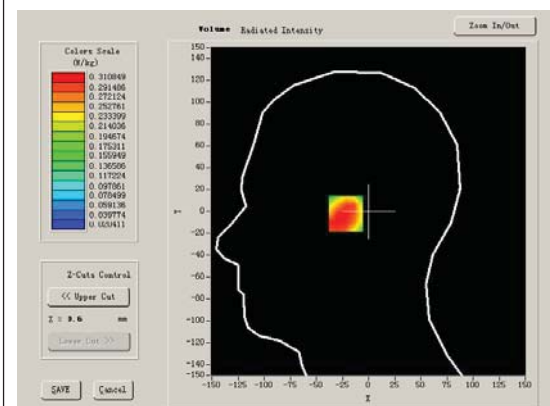 Volume Radiated Intensity
Zoom In/Out
Colors Scale
(W/kg)
0.310849
0.291486
0.272124
0.252761
0.233399
0.214036
0.194674
0.175311
0.155949
0.136586
0.117224
0.097861
0.078499
0.059136
0.039774
0.020411
Z-Cuts Control
<< Upper Cut
Z = 3.6 mm
Lower Cut >>
SAVE Cancel
150
120
100
80
60
40
20
0
-20
-40
-60
-80
-100
-120
-140
-150
Y
-150 -125 -100 -75 -50 -25 0 25 50 75 100 125 150
X